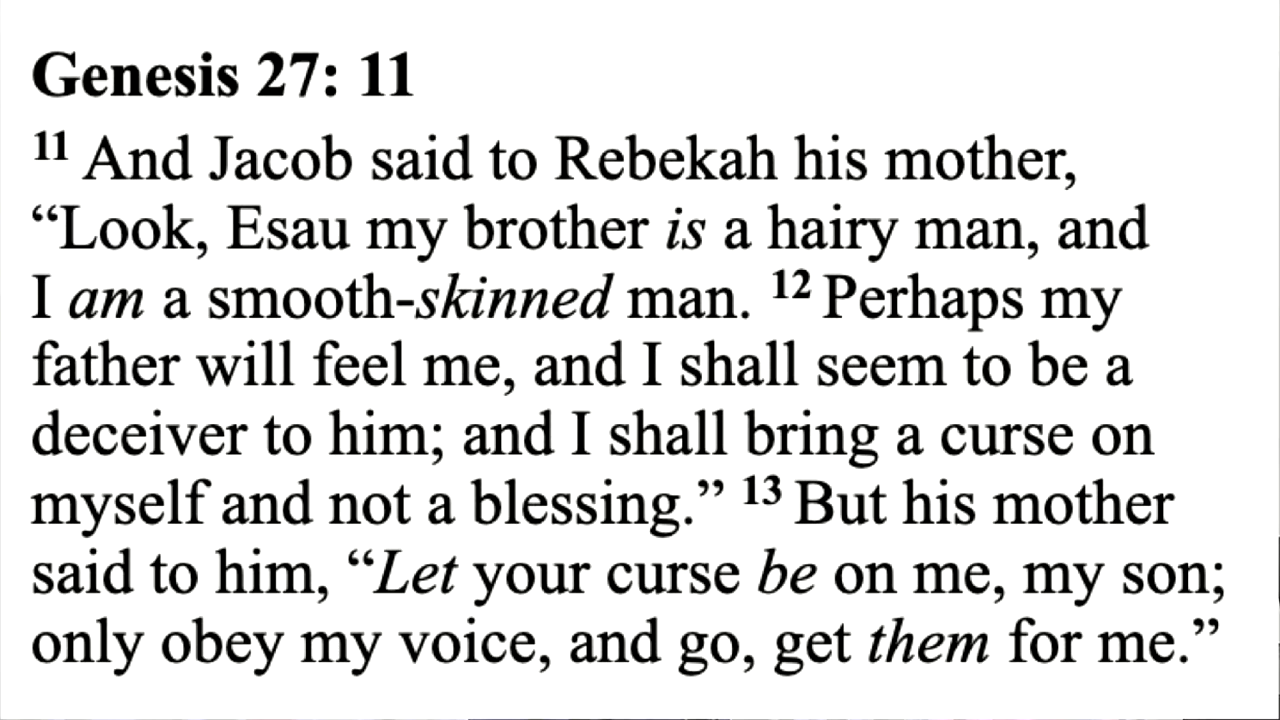 Genesis 27: 11
11 And Jacob said to Rebekah his mother,
“Look, Esau my brother is a hairy man, and
I am a smooth-skinned man. 12 Perhaps my
father will feel me, and I shall seem to be a
deceiver to him; and I shall bring a curse on
myself and not a blessing.” 13 But his mother
said to him, “Let your curse be on me, my son;
only obey my voice, and go, get them for me.”